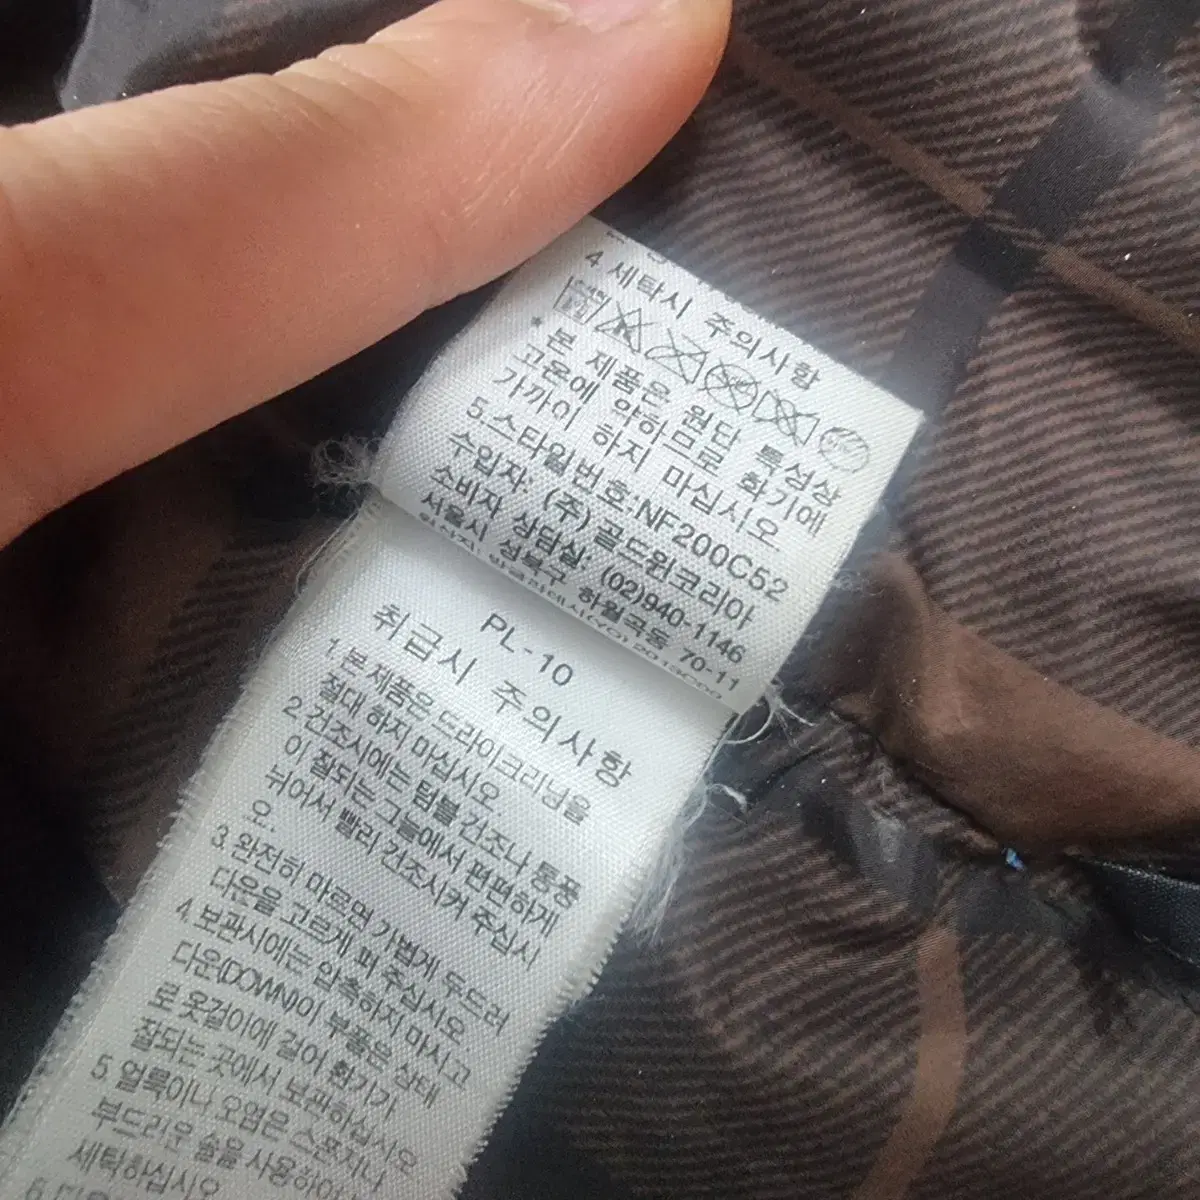 4.세탁시 주의사항
* 본 제품은 원단 특성상
고온에 약하므로 화기에
가까이 하지 마십시오.
5.스타일번호:NF200C52
수입자: (주)골드윈코리아
소비자 상담실: (02)940-1146
서울시 성북구 하월곡동 70-11
PL-10
취급시 주의사항
1.본 제품은 드라이크리닝을
절대 하지 마십시오.
2.건조시에는 텀블 건조나 통풍
이 잘되는 그늘에서 편편하게
뉘어서 빨리 건조시켜 주십시
오.
3.완전히 마르면 가볍게 두드려
다운을 고르게 펴 주십시오.
4.보관시에는 압축하지 마시고
다운(DOWN)이 부풀은 상태
로 옷걸이에 걸어 환기가
잘되는 곳에서 보관하십시오
5.얼룩이나 오염은 스폰지나
부드러운 솔을 사용하여
세탁하십시오